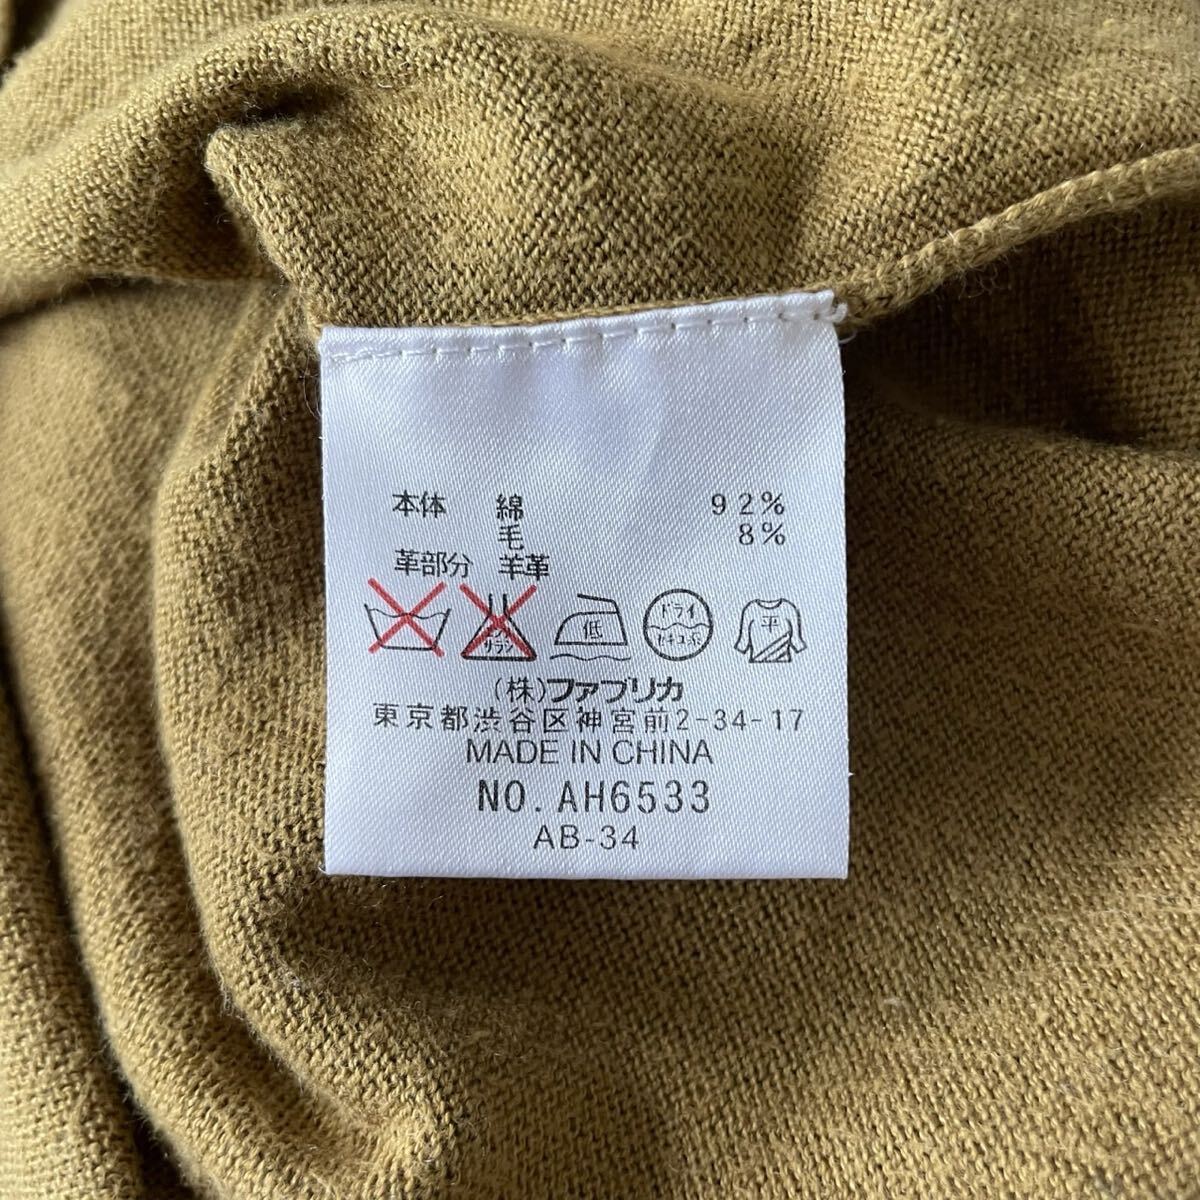 本体 綿 92%
毛 8%
革部分 羊革
低 ドライ 平
セキユ系
(株)ファブリカ
東京都渋谷区神宮前2-34-17
MADE IN CHINA
NO. AH6533
AB-34